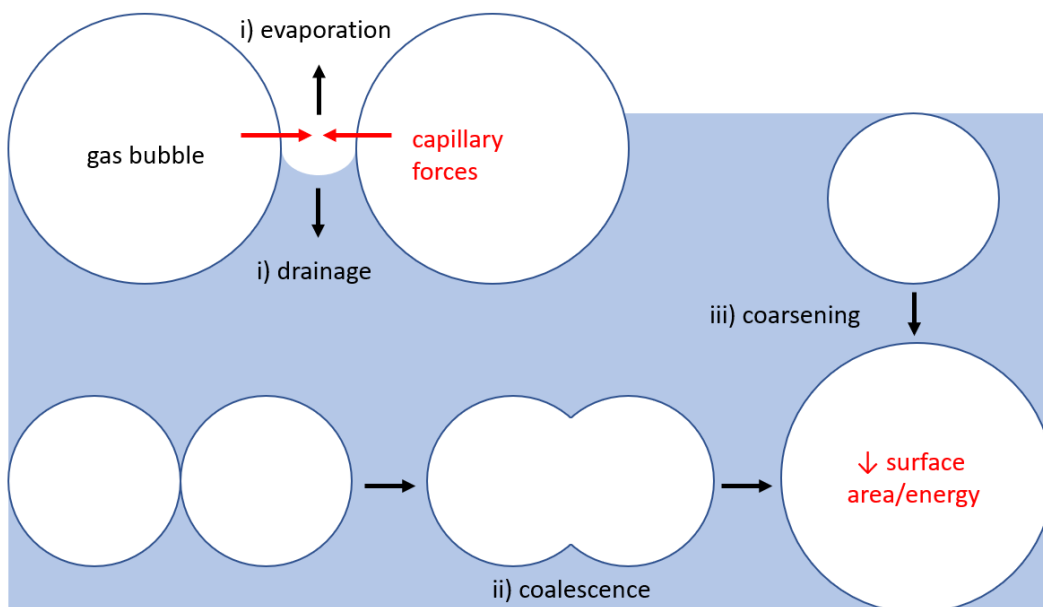 i) evaporation
gas bubble
capillary
forces
i) drainage
iii) coarsening
↓ surface
area/energy
ii) coalescence